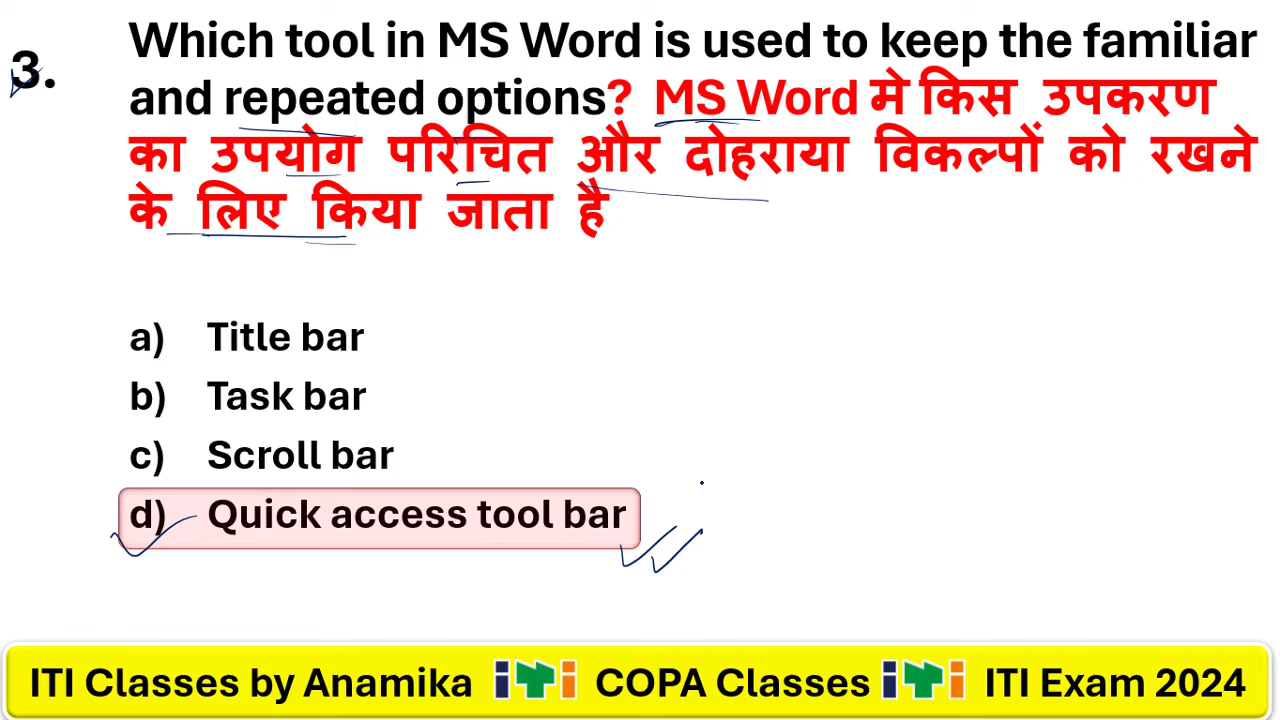 3. Which tool in MS Word is used to keep the familiar
and repeated options? MS Word मे किस उपकरण
का उपयोग परिचित और दोहराया विकल्पों को रखने
के लिए किया जाता है
a) Title bar
b) Task bar
c) Scroll bar
d) Quick access tool bar
ITI Classes by Anamika iTi COPA Classes iTi ITI Exam 2024